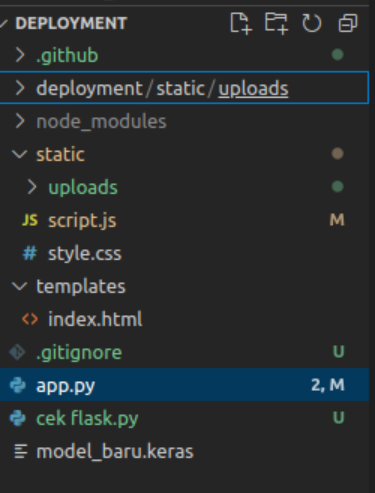 DEPLOYMENT
.github
deployment/static/uploads
node_modules
static
uploads
JS script.js M
# style.css
templates
<> index.html
.gitignore U
app.py 2, M
cek flask.py U
model_baru.keras